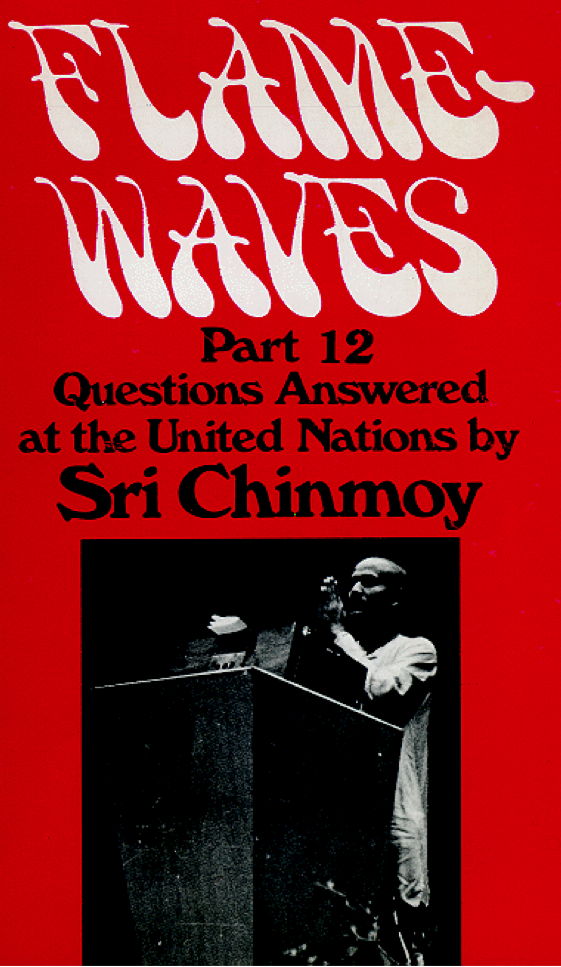 FLAME-
WAVES
Part 12
Questions Answered
at the United Nations by
Sri Chinmoy